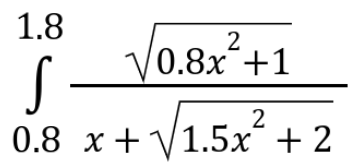 1.8
∫ √0.8x²+1
0.8 x + √1.5x² + 2